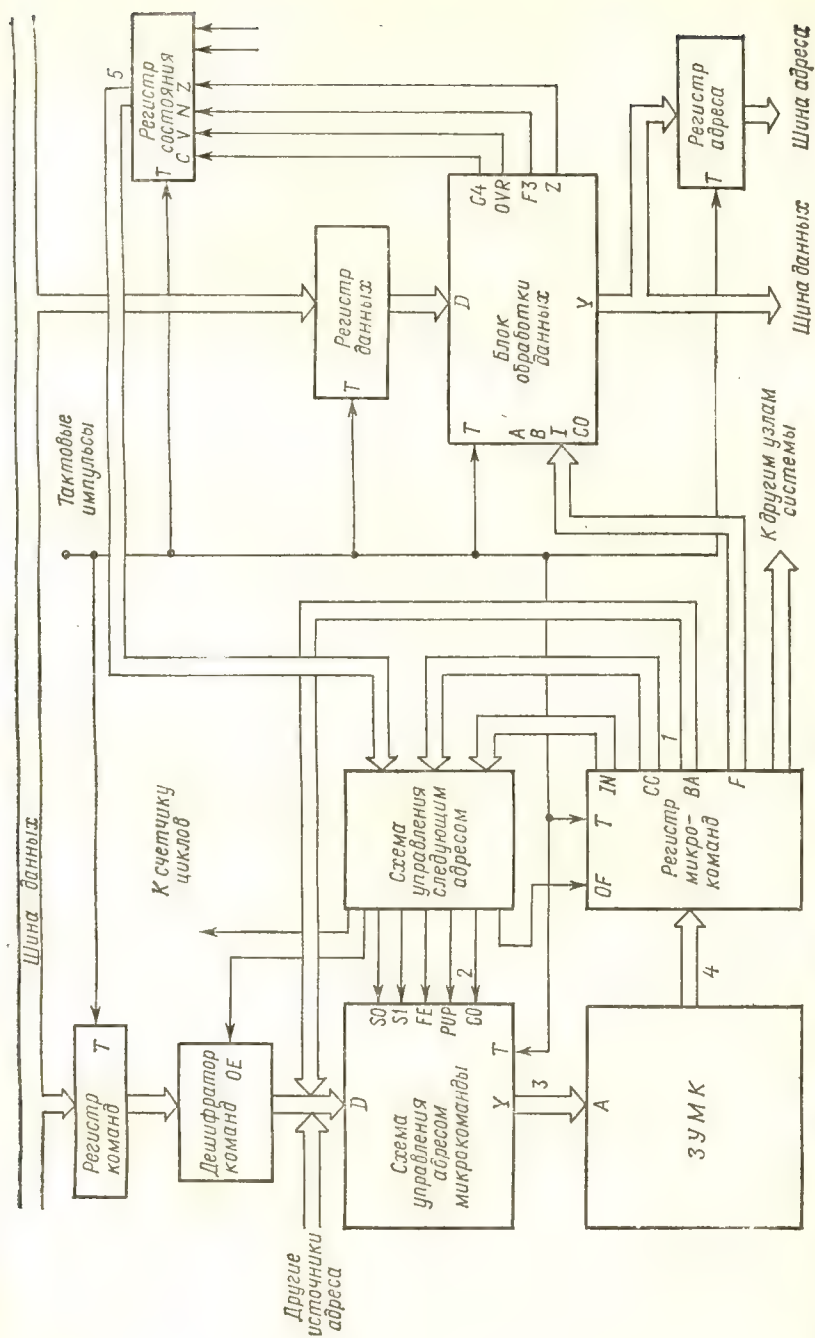 Шина данных
Тактовые
импульсы
К счетчику
циклов
5
Регистр
состояния
T
C V N Z
Регистр
команд
T
Дешифратор
команд
OE
Другие
источники
адреса
Регистр
данных
T
D
T
A
B
I
C0
Блок
обработки
данных
C4
OVR
F3
Z
Y
Регистр
адреса
T
Шина данных
Шина адреса
Схема
управления
следующим
адресом
D
Схема
управления
адресом
микрокоманды
S0
S1
FE
PUP
2
C0
T
Y
3
A
ЗУМК
4
OF
T
Регистр
микро-
команд
IN
CC
1
BA
F
К другим узлам
системы